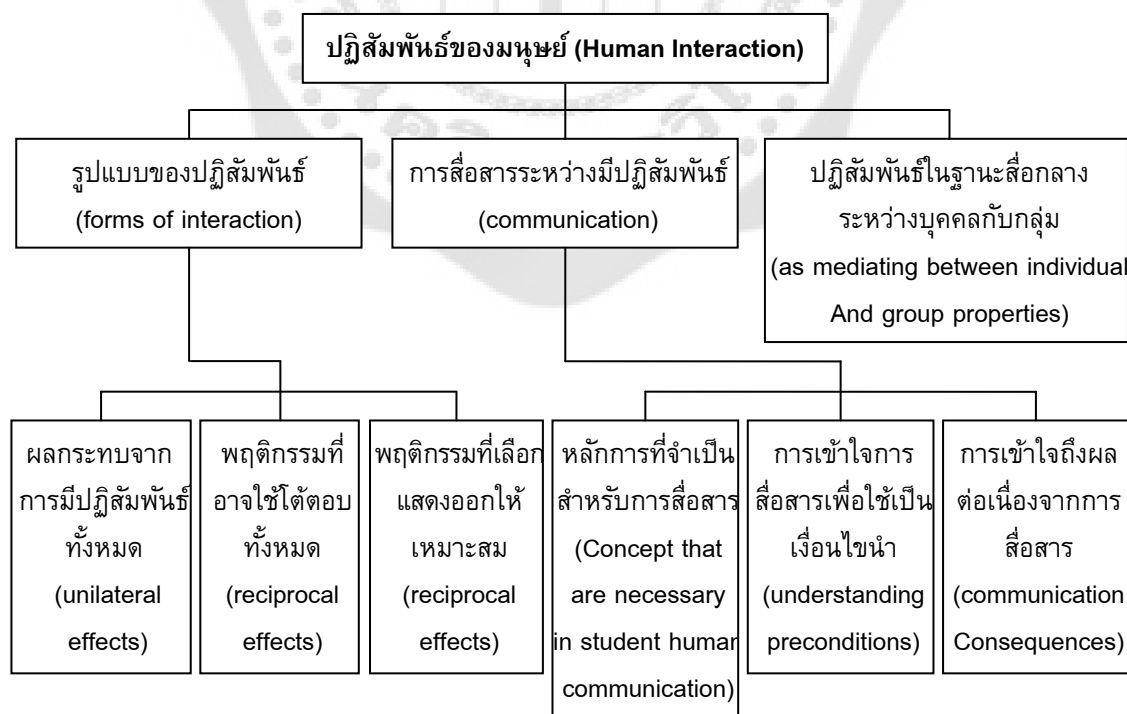 ปฏิสัมพันธ์ของมนุษย์ (Human Interaction)
รูปแบบของปฏิสัมพันธ์
(forms of interaction)
การสื่อสารระหว่างมีปฏิสัมพันธ์
(communication)
ปฏิสัมพันธ์ในฐานะสื่อกลาง
ระหว่างบุคคลกับกลุ่ม
(as mediating between individual
And group properties)
ผลกระทบจาก
การมีปฏิสัมพันธ์
ทั้งหมด
(unilateral
effects)
พฤติกรรมที่
อาจใช้โต้ตอบ
ทั้งหมด
(reciprocal
effects)
พฤติกรรมที่เลือก
แสดงออกให้
เหมาะสม
(reciprocal
effects)
หลักการที่จำเป็น
สำหรับการสื่อสาร
(Concept that
are necessary
in student human
communication)
การเข้าใจการ
สื่อสารเพื่อใช้เป็น
เงื่อนไขนำ
(understanding
preconditions)
การเข้าใจถึงผล
ต่อเนื่องจากการ
สื่อสาร
(communication
Consequences)